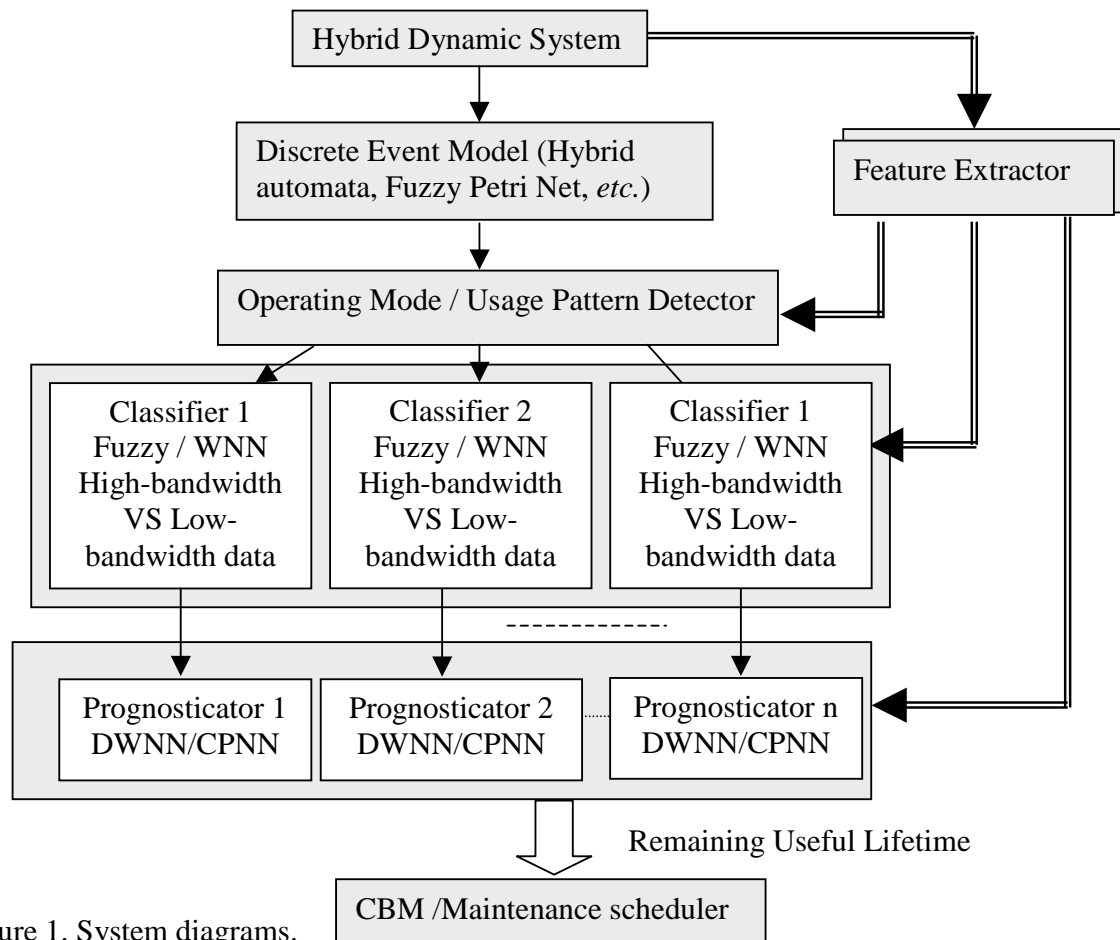 Hybrid Dynamic System
Discrete Event Model (Hybrid
automata, Fuzzy Petri Net, etc.)
Feature Extractor
Operating Mode / Usage Pattern Detector
Classifier 1
Fuzzy / WNN
High-bandwidth
VS Low-
bandwidth data
Classifier 2
Fuzzy / WNN
High-bandwidth
VS Low-
bandwidth data
Classifier 1
Fuzzy / WNN
High-bandwidth
VS Low-
bandwidth data
Prognosticator 1
DWNN/CPNN
Prognosticator 2
DWNN/CPNN
Prognosticator n
DWNN/CPNN
Remaining Useful Lifetime
CBM /Maintenance scheduler
ure 1. System diagrams.